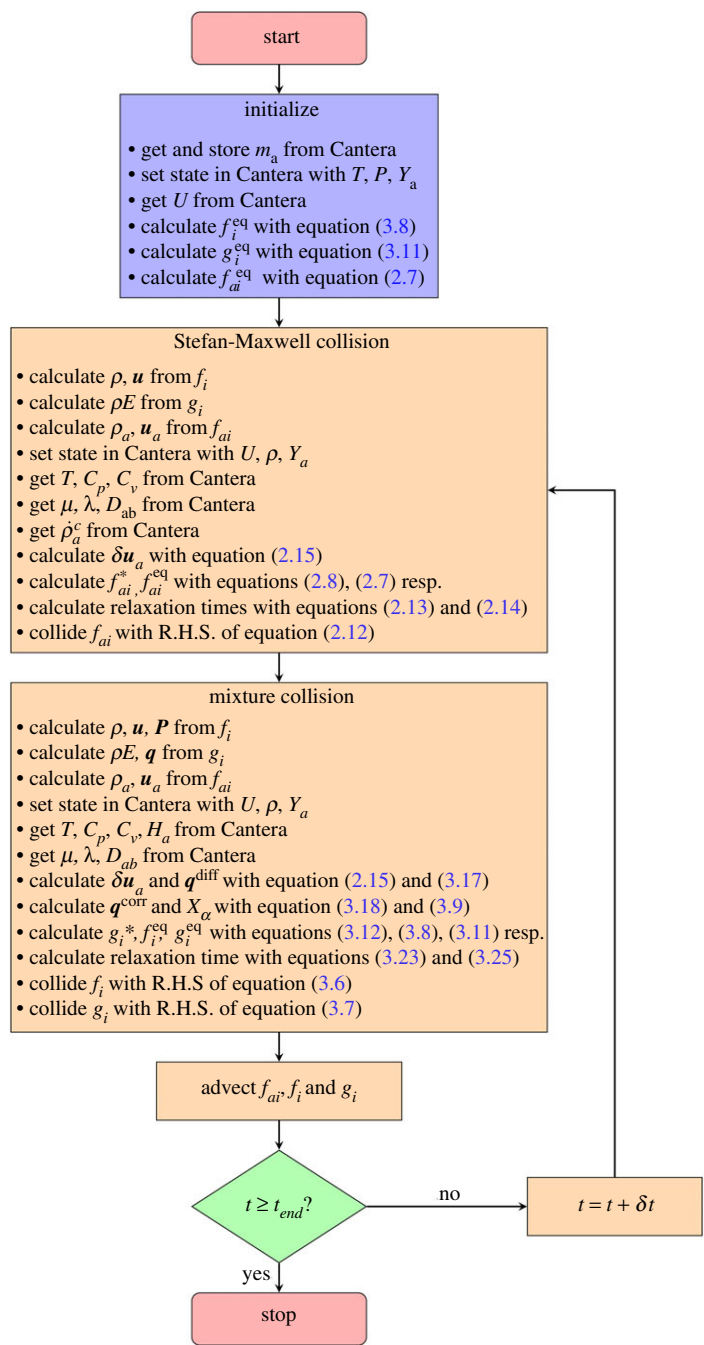 start
initialize
• get and store mₐ from Cantera
• set state in Cantera with T, P, Yₐ
• get U from Cantera
• calculate f_i^eq with equation (3.8)
• calculate g_i^eq with equation (3.11)
• calculate f_ai^eq with equation (2.7)
Stefan-Maxwell collision
• calculate ρ, u from f_i
• calculate ρE from g_i
• calculate ρ_a, u_a from f_ai
• set state in Cantera with U, ρ, Y_a
• get T, C_p, C_v from Cantera
• get μ, λ, D_ab from Cantera
• get ρ̇_a^c from Cantera
• calculate δu_a with equation (2.15)
• calculate f_ai^*, f_ai^eq with equations (2.8), (2.7) resp.
• calculate relaxation times with equations (2.13) and (2.14)
• collide f_ai with R.H.S. of equation (2.12)
mixture collision
• calculate ρ, u, P from f_i
• calculate ρE, q from g_i
• calculate ρ_a, u_a from f_ai
• set state in Cantera with U, ρ, Y_a
• get T, C_p, C_v, H_a from Cantera
• get μ, λ, D_ab from Cantera
• calculate δu_a and q^diff with equation (2.15) and (3.17)
• calculate q^corr and X_α with equation (3.18) and (3.9)
• calculate g_i^*, f_i^eq, g_i^eq with equations (3.12), (3.8), (3.11) resp.
• calculate relaxation time with equations (3.23) and (3.25)
• collide f_i with R.H.S of equation (3.6)
• collide g_i with R.H.S. of equation (3.7)
advect f_ai, f_i and g_i
t ≥ t_end?
no
t = t + δt
yes
stop